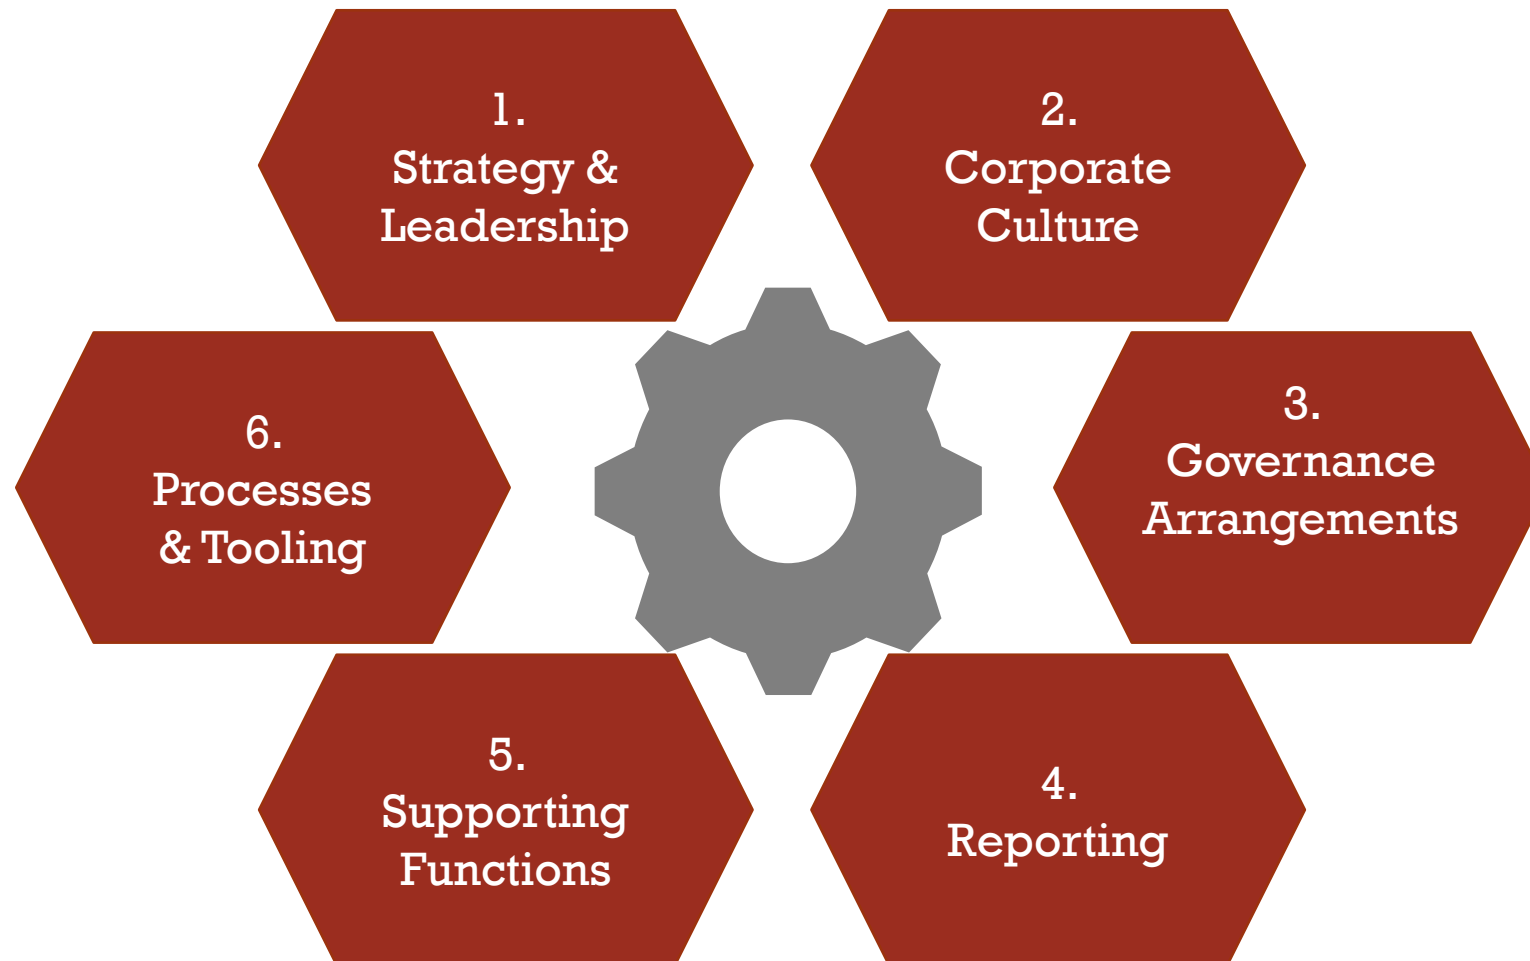 1.
Strategy &
Leadership
2.
Corporate
Culture
3.
Governance
Arrangements
4.
Reporting
5.
Supporting
Functions
6.
Processes
& Tooling